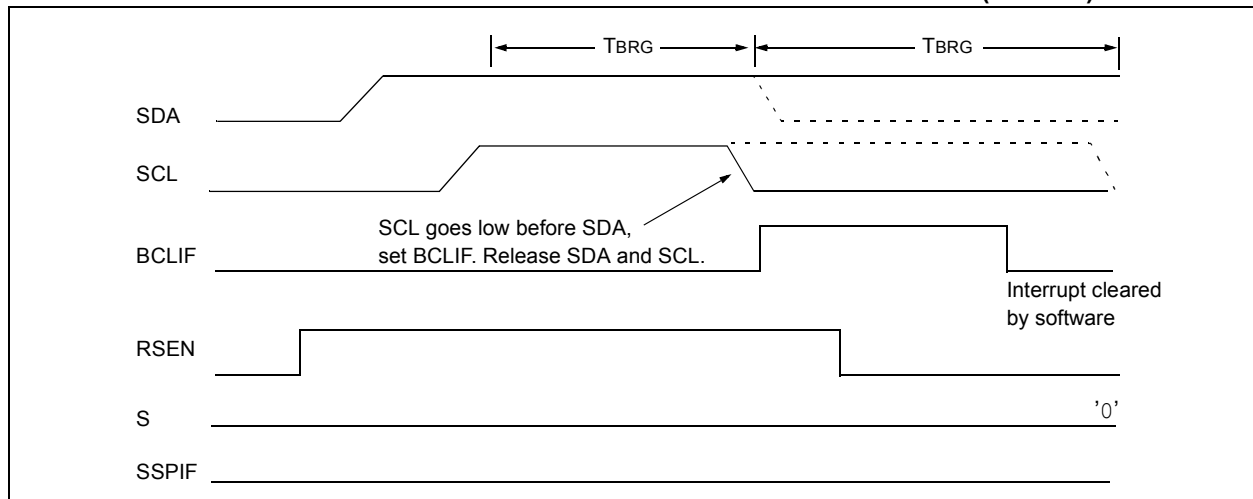 TBRG TBRG
SDA
SCL
SCL goes low before SDA,
set BCLIF. Release SDA and SCL.
BCLIF
Interrupt cleared
by software
RSEN
S '0'
SSPIF